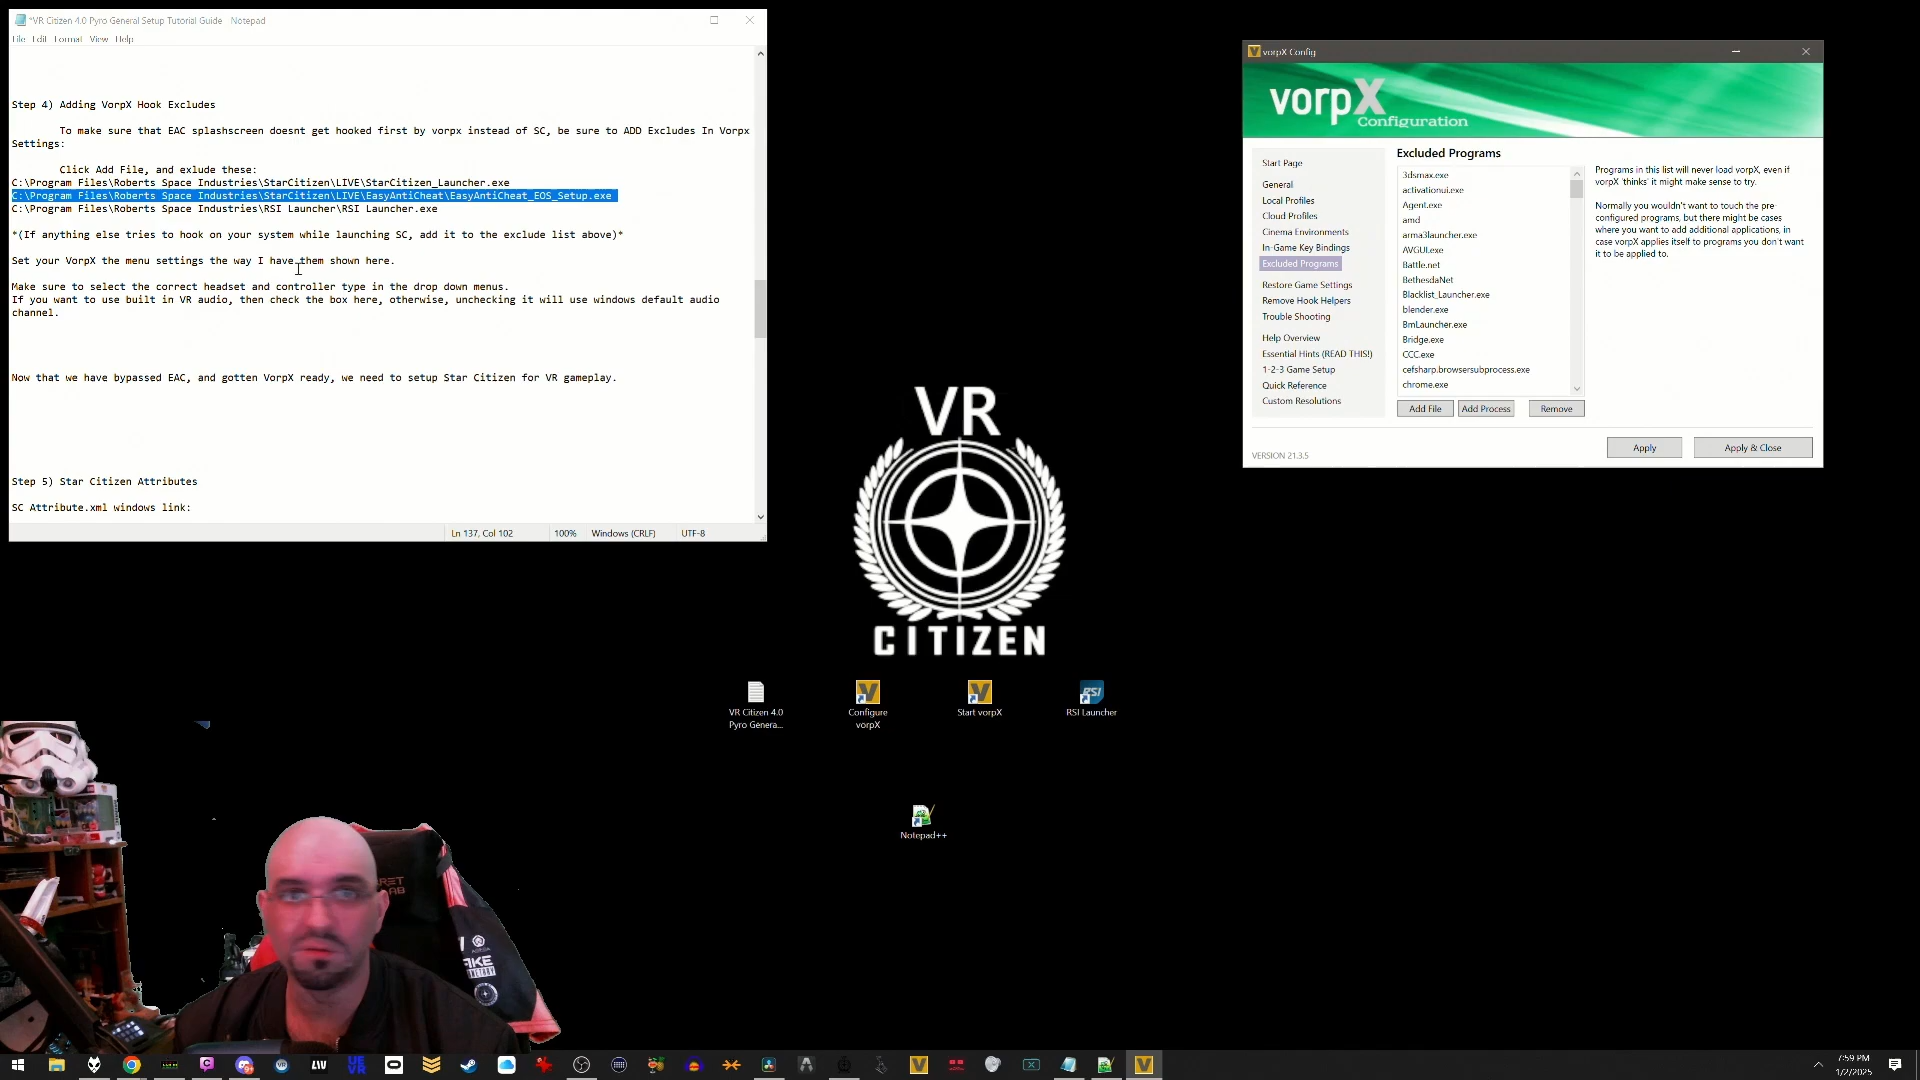 *VR Citizen 4.0 Pyro General Setup Tutorial Guide - Notepad
File Edit Format View Help
Step 4) Adding VorpX Hook Excludes
To make sure that EAC splashscreen doesnt get hooked first by vorpx instead of SC, be sure to ADD Excludes In Vorpx
Settings:
Click Add File, and exlude these:
C:\Program Files\Roberts Space Industries\StarCitizen\LIVE\StarCitizen_Launcher.exe
C:\Program Files\Roberts Space Industries\StarCitizen\LIVE\EasyAntiCheat\EasyAntiCheat_EOS_Setup.exe
C:\Program Files\Roberts Space Industries\RSI Launcher\RSI Launcher.exe
*(If anything else tries to hook on your system while launching SC, add it to the exclude list above)*
Set your VorpX the menu settings the way I have them shown here.
Make sure to select the correct headset and controller type in the drop down menus.
If you want to use built in VR audio, then check the box here, otherwise, unchecking it will use windows default audio
channel.
Now that we have bypassed EAC, and gotten VorpX ready, we need to setup Star Citizen for VR gameplay.
Step 5) Star Citizen Attributes
SC Attribute.xml windows link:
Ln 137, Col 102
100%
Windows (CRLF)
UTF-8
vorpX Config
vorpX
Configuration
Start Page
General
Local Profiles
Cloud Profiles
Cinema Environments
In-Game Key Bindings
Excluded Programs
Restore Game Settings
Remove Hook Helpers
Trouble Shooting
Help Overview
Essential Hints (READ THIS!)
1-2-3 Game Setup
Quick Reference
Custom Resolutions
VERSION 21.3.5
Excluded Programs
3dsmax.exe
activationui.exe
Agent.exe
amd
arma3launcher.exe
AVGUI.exe
Battle.net
BethesdaNet
Blacklist_Launcher.exe
blender.exe
BmLauncher.exe
Bridge.exe
CCC.exe
cefsharp.browsersubprocess.exe
chrome.exe
Add File
Add Process
Remove
Programs in this list will never load vorpX, even if
vorpX 'thinks' it might make sense to try.
Normally you wouldn't want to touch the pre-
configured programs, but there might be cases
where you want to add additional applications, in
case vorpX applies itself to programs you don't want
it to be applied to.
Apply
Apply & Close
VR
CITIZEN
VR Citizen 4.0
Pyro Genera...
Configure
vorpX
Start vorpX
RSI
RSI Launcher
Notepad++
LIV
UE
VR
7:59 PM
1/2/2025